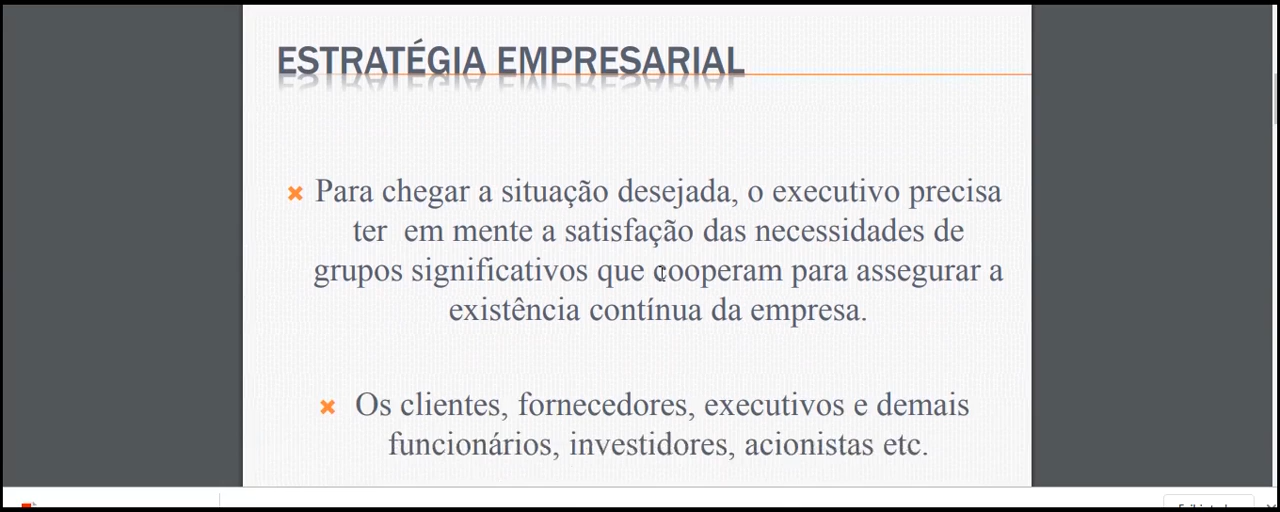 ESTRATÉGIA EMPRESARIAL
Para chegar a situação desejada, o executivo precisa
ter em mente a satisfação das necessidades de
grupos significativos que cooperam para assegurar a
existência contínua da empresa.
Os clientes, fornecedores, executivos e demais
funcionários, investidores, acionistas etc.